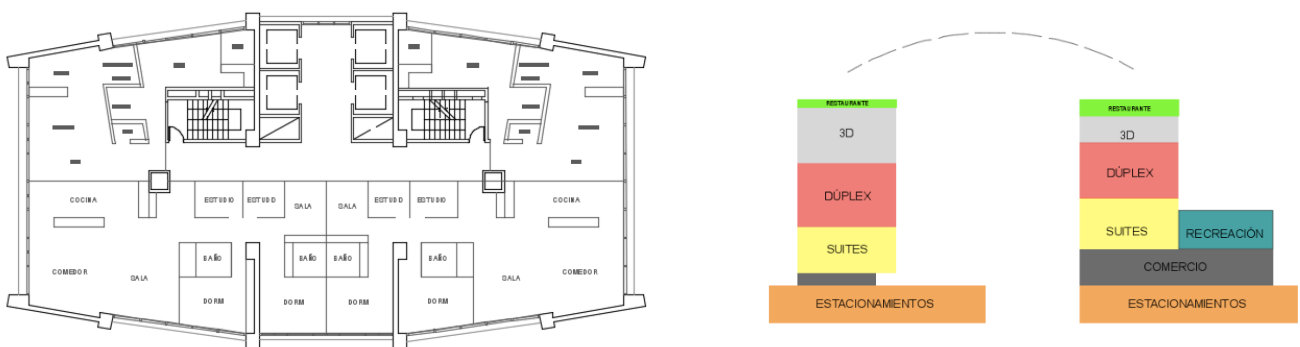 COCINA
ESTUDIO
ESTUDIO
SALA
SALA
ESTUDIO
ESTUDIO
COCINA
COMEDOR
SALA
BAÑO
BAÑO
BAÑO
BAÑO
SALA
COMEDOR
DORM
DORM
DORM
DORM
RESTAURANTE
3D
DÚPLEX
SUITES
ESTACIONAMIENTOS
RESTAURANTE
3D
DÚPLEX
SUITES
RECREACIÓN
COMERCIO
ESTACIONAMIENTOS